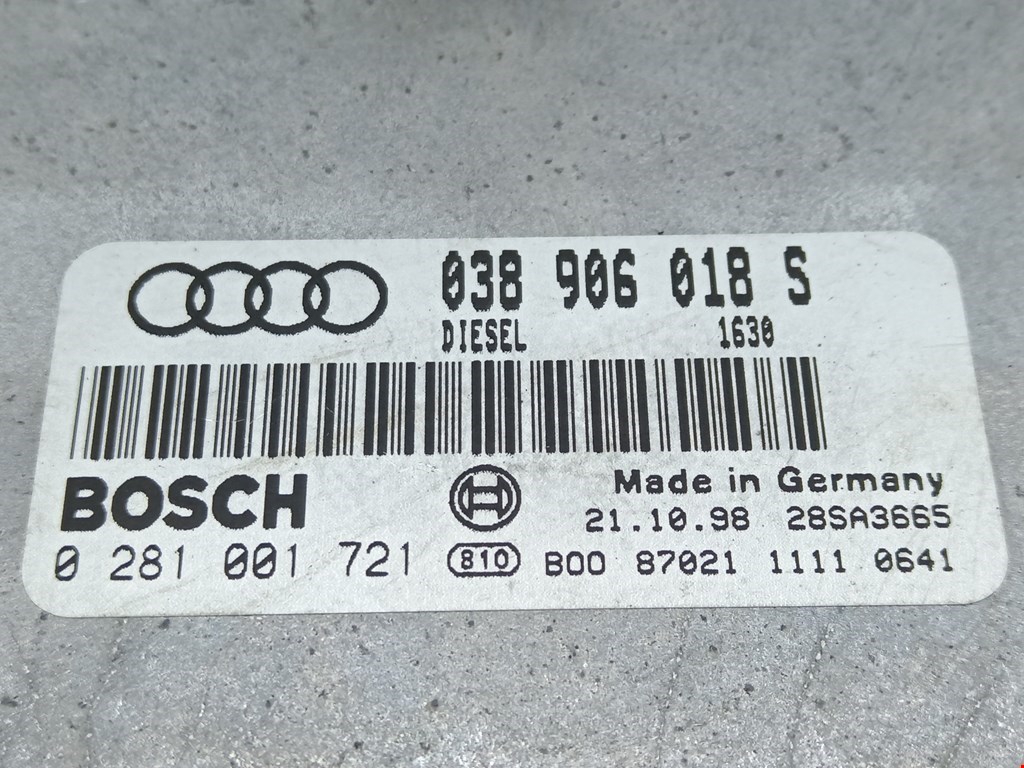 038 906 018 S
DIESEL 1630
BOSCH
Made in Germany
21.10.98 28SA3665
0 281 001 721 810 B00 87021 1111 0641